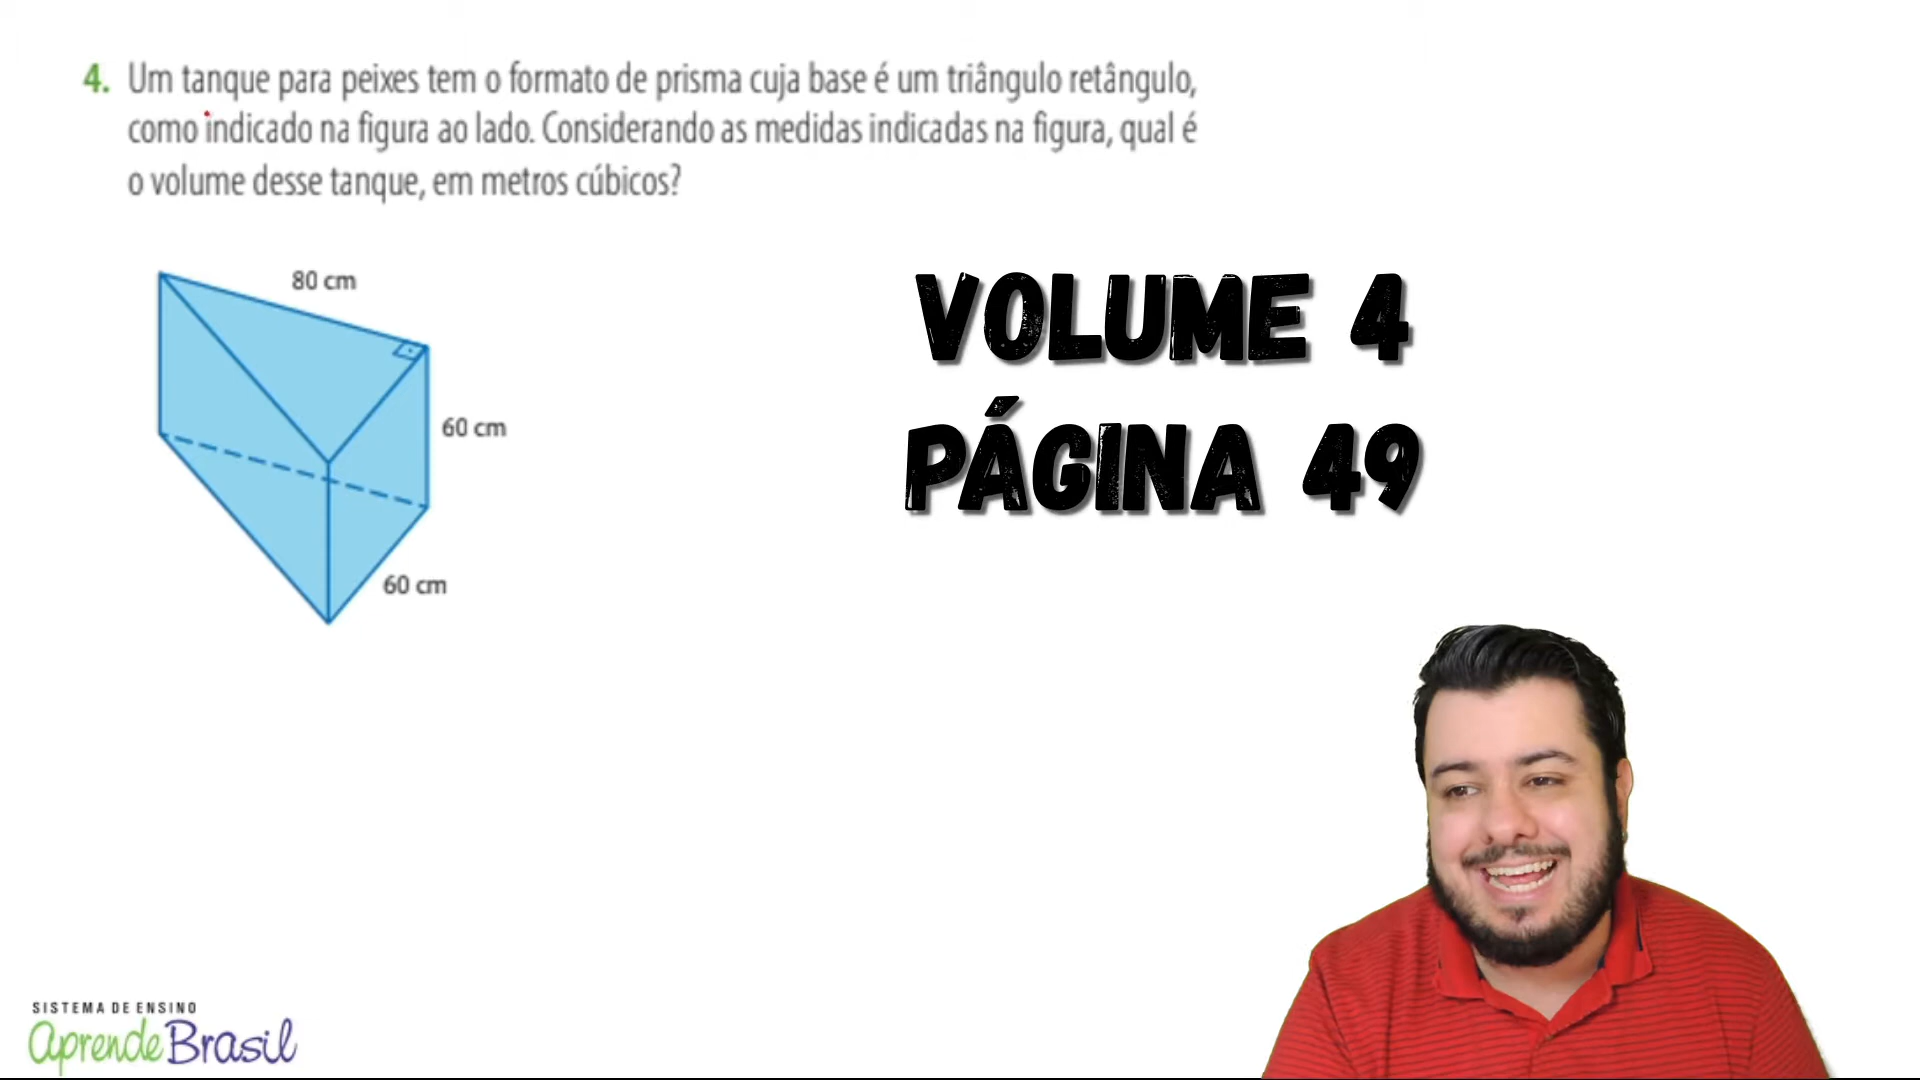 4. Um tanque para peixes tem o formato de prisma cuja base é um triângulo retângulo,
como indicado na figura ao lado. Considerando as medidas indicadas na figura, qual é
o volume desse tanque, em metros cúbicos?
80 cm
60 cm
60 cm
VOLUME 4
PÁGINA 49
SISTEMA DE ENSINO
aprendeBrasil